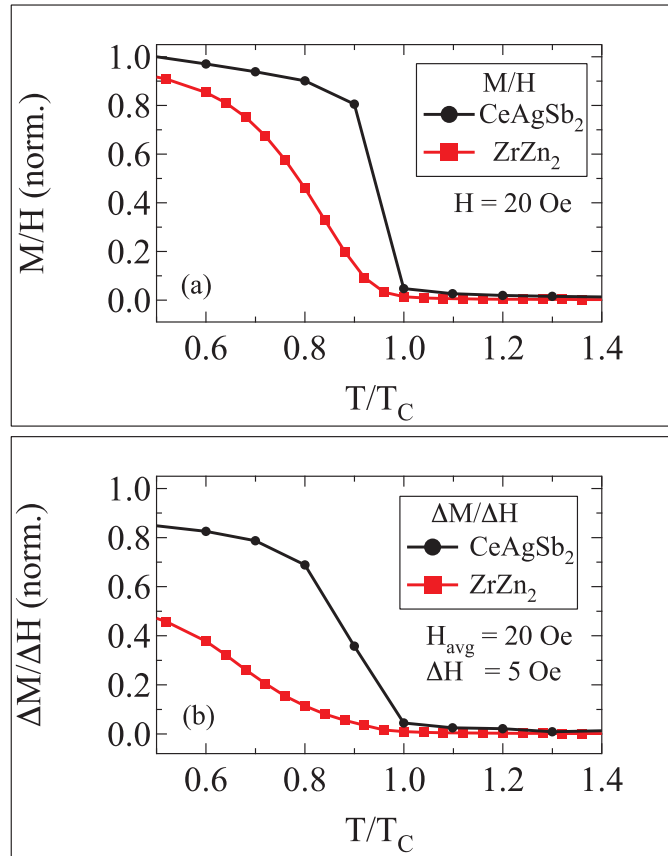 1.0
0.8
0.6
0.4
0.2
0.0
M/H (norm.)
M/H
CeAgSb₂
ZrZn₂
H = 20 Oe
(a)
0.6 0.8 1.0 1.2 1.4
T/T_C
1.0
0.8
0.6
0.4
0.2
0.0
ΔM/ΔH (norm.)
ΔM/ΔH
CeAgSb₂
ZrZn₂
H_avg = 20 Oe
ΔH = 5 Oe
(b)
0.6 0.8 1.0 1.2 1.4
T/T_C